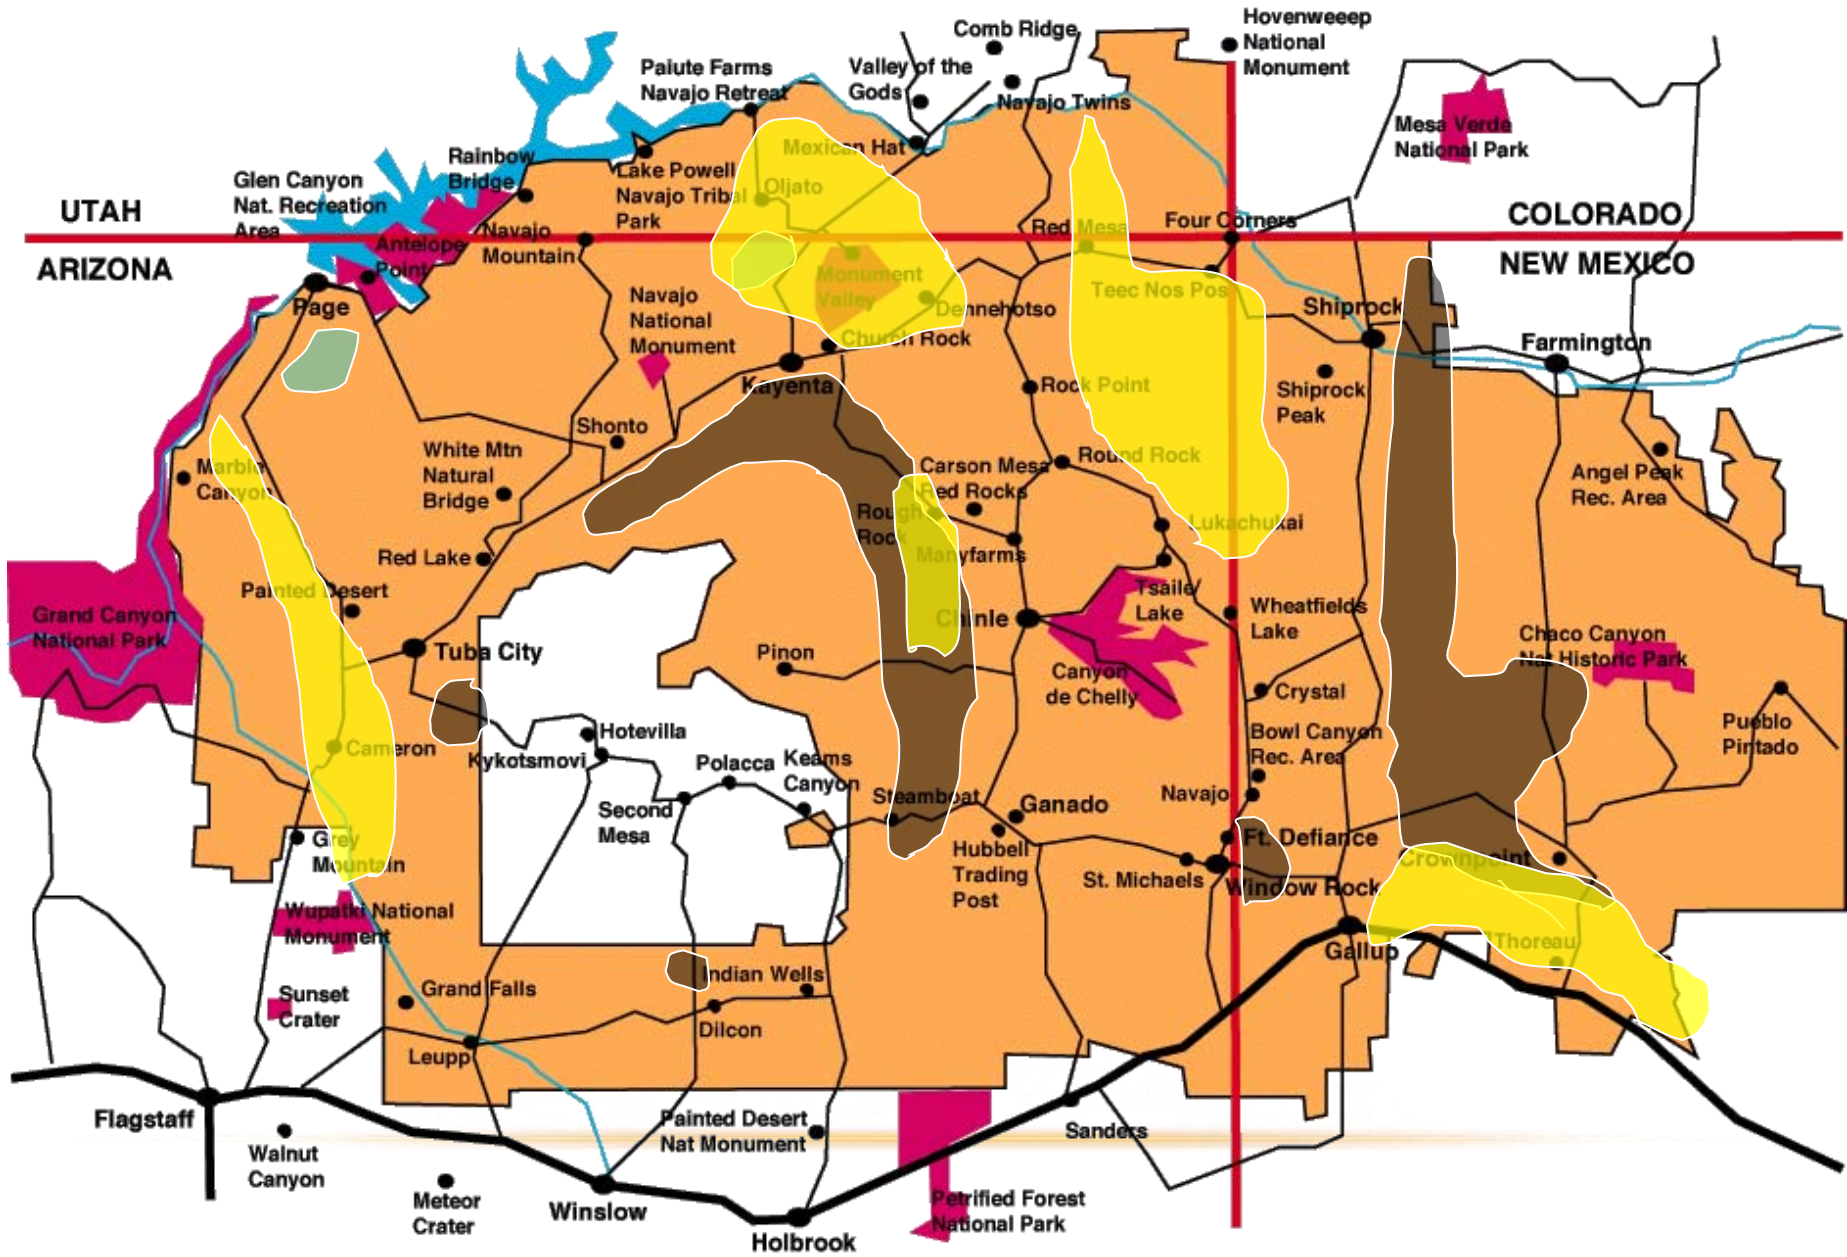 Hovenweeep
National
Monument
Comb Ridge
Valley of the
Gods
Navajo Twins
Paiute Farms
Navajo Retreat
Mesa Verde
National Park
Mexican Hat
Rainbow
Bridge
Lake Powell
Navajo Tribal
Park
Oljato
Glen Canyon
Nat. Recreation
Area
UTAH
COLORADO
Antelope
Point
Navajo
Mountain
Red Mesa
Four Corners
ARIZONA
NEW MEXICO
Page
Navajo
National
Monument
Monument
Valley
Dennehotso
Teec Nos Pos
Shiprock
Church Rock
Farmington
Kayenta
Rock Point
Shiprock
Peak
Shonto
White Mtn
Natural
Bridge
Marble
Canyon
Carson Mesa
Red Rocks
Round Rock
Angel Peak
Rec. Area
Rough
Rock
Lukachukai
Manyfarms
Red Lake
Painted Desert
Tsaile/
Lake
Wheatfields
Lake
Grand Canyon
National Park
Chinle
Tuba City
Pinon
Canyon
de Chelly
Crystal
Chaco Canyon
Nat Historic Park
Pueblo
Pintado
Hotevilla
Kykotsmovi
Cameron
Bowl Canyon
Rec. Area
Polacca
Keams
Canyon
Second
Mesa
Steamboat
Ganado
Navajo
Grey
Mountain
Hubbell
Trading
Post
Ft. Defiance
St. Michaels
Window Rock
Crownpoint
Wupatki National
Monument
Gallup
Thoreau
Sunset
Crater
Grand Falls
Indian Wells
Dilcon
Leupp
Flagstaff
Walnut
Canyon
Painted Desert
Nat Monument
Sanders
Meteor
Crater
Winslow
Holbrook
Petrified Forest
National Park